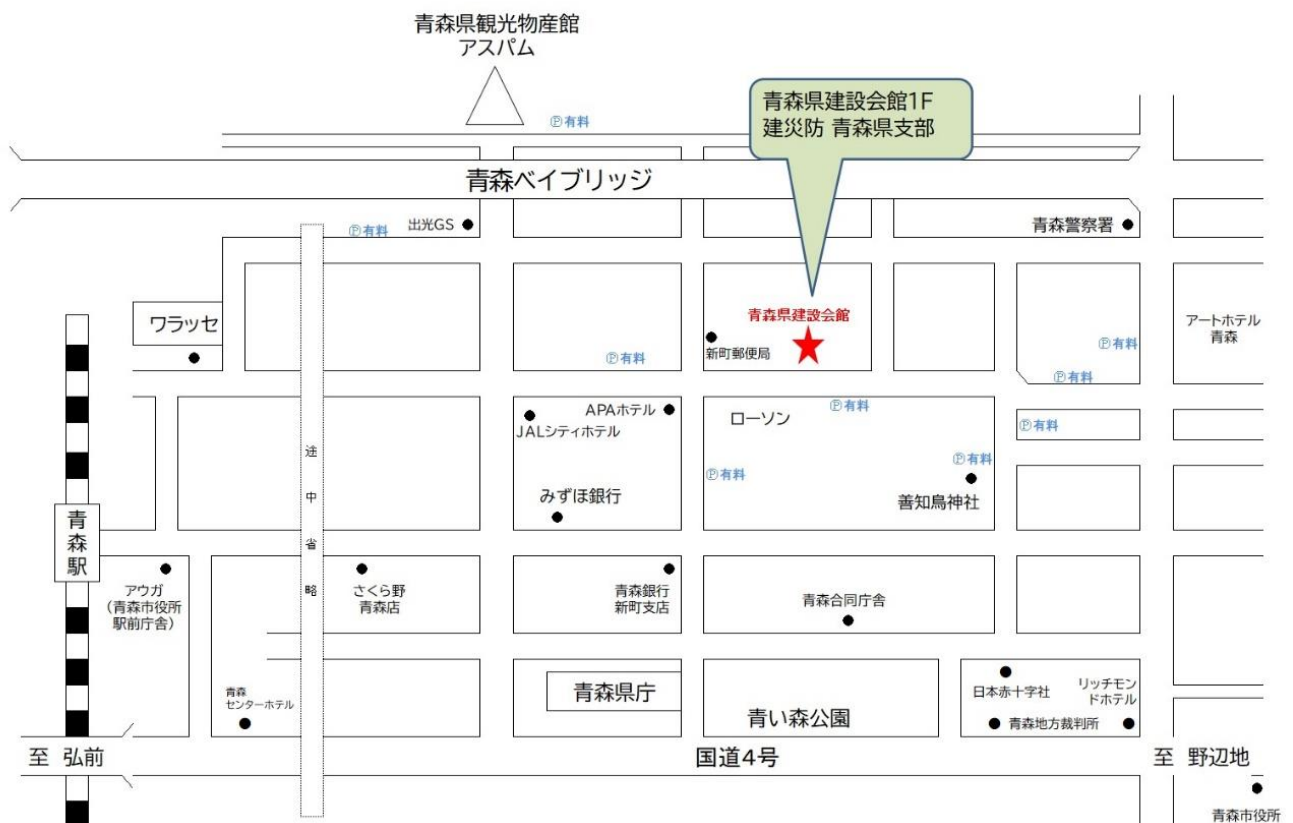 青森県観光物産館
アスパム
青森県建設会館1F
建災防 青森県支部
Ⓟ有料
青森ベイブリッジ
出光GS
Ⓟ有料
青森警察署
ワラッセ
青森県建設会館
新町郵便局
Ⓟ有料
Ⓟ有料
Ⓟ有料
アートホテル
青森
APAホテル
JALシティホテル
ローソン
Ⓟ有料
Ⓟ有料
Ⓟ有料
Ⓟ有料
みずほ銀行
善知鳥神社
途中省略
青森駅
アウガ
(青森市役所
駅前庁舎)
さくら野
青森店
青森銀行
新町支店
青森合同庁舎
青森
センターホテル
青森県庁
青い森公園
日本赤十字社
リッチモン
ドホテル
青森地方裁判所
至 弘前
国道4号
至 野辺地
青森市役所